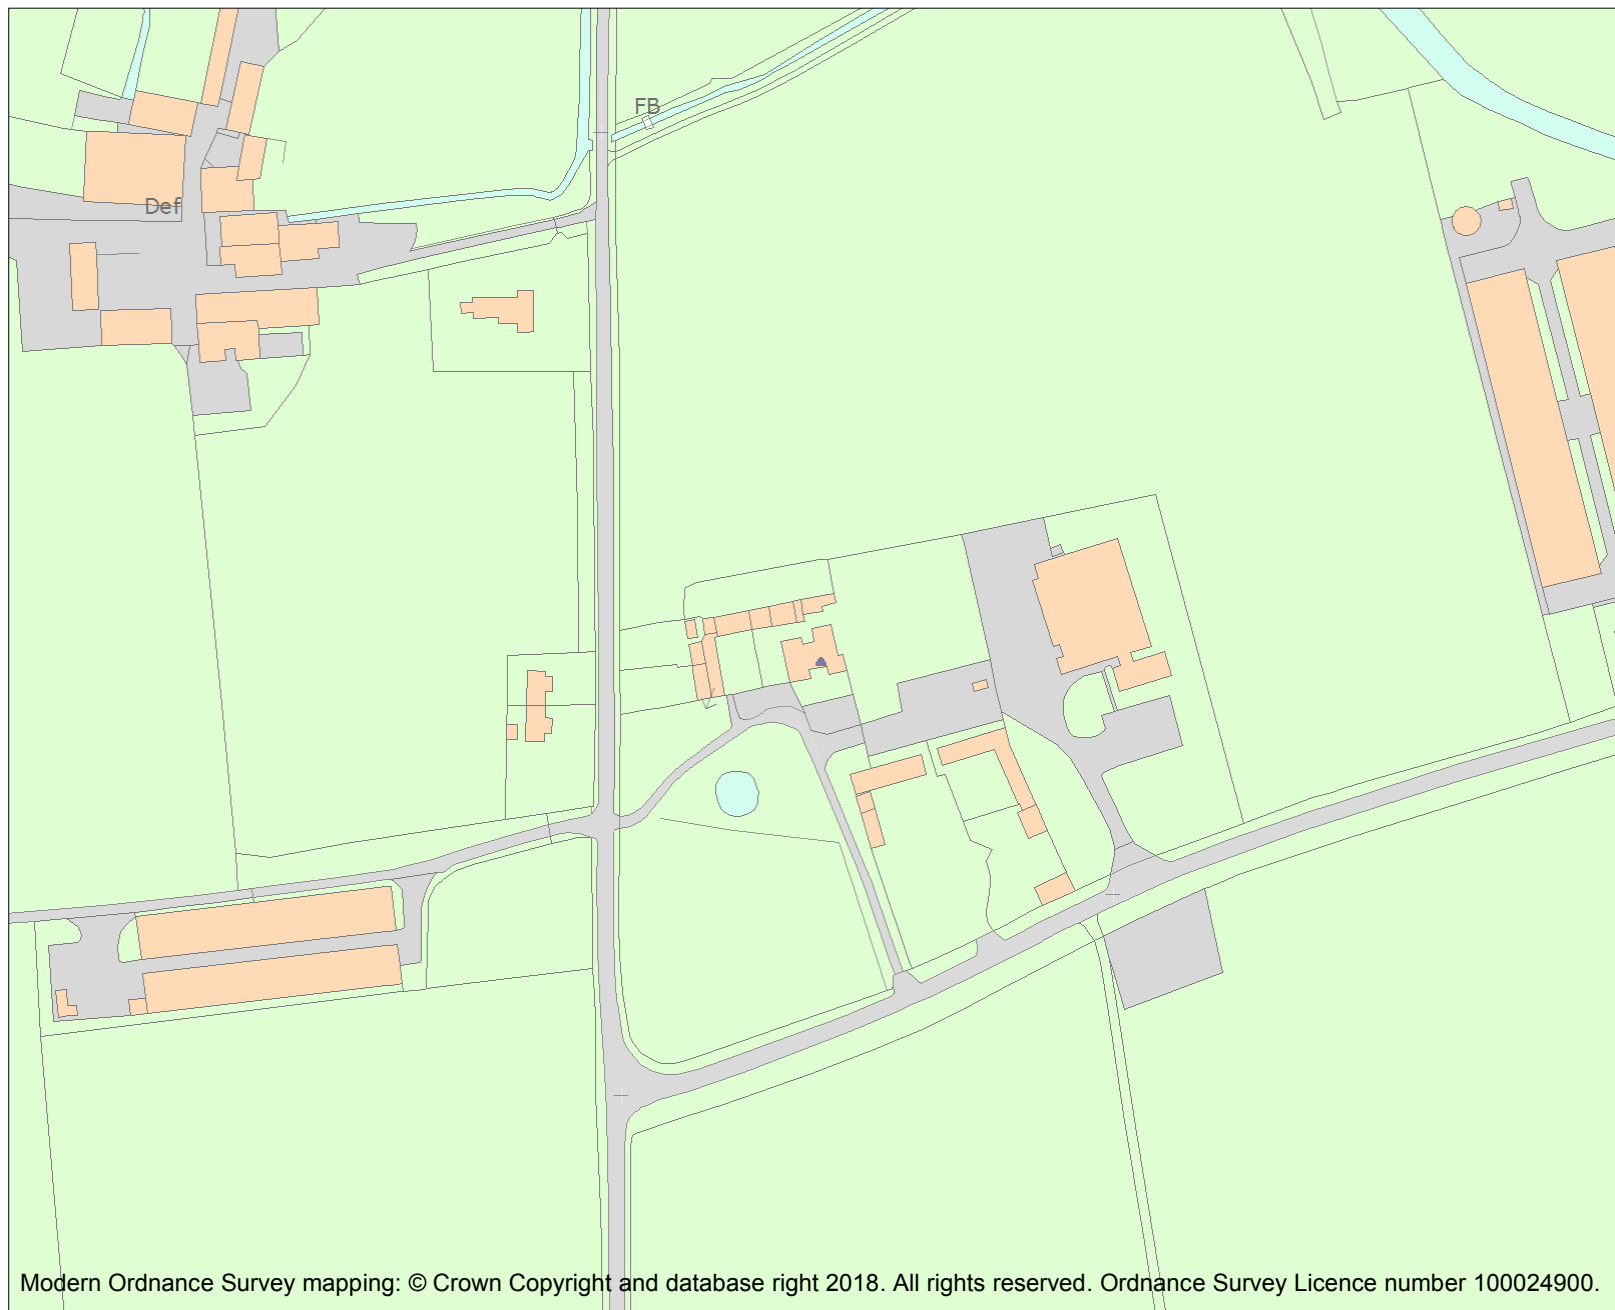 FB
Def
Modern Ordnance Survey mapping: © Crown Copyright and database right 2018. All rights reserved. Ordnance Survey Licence number 100024900.